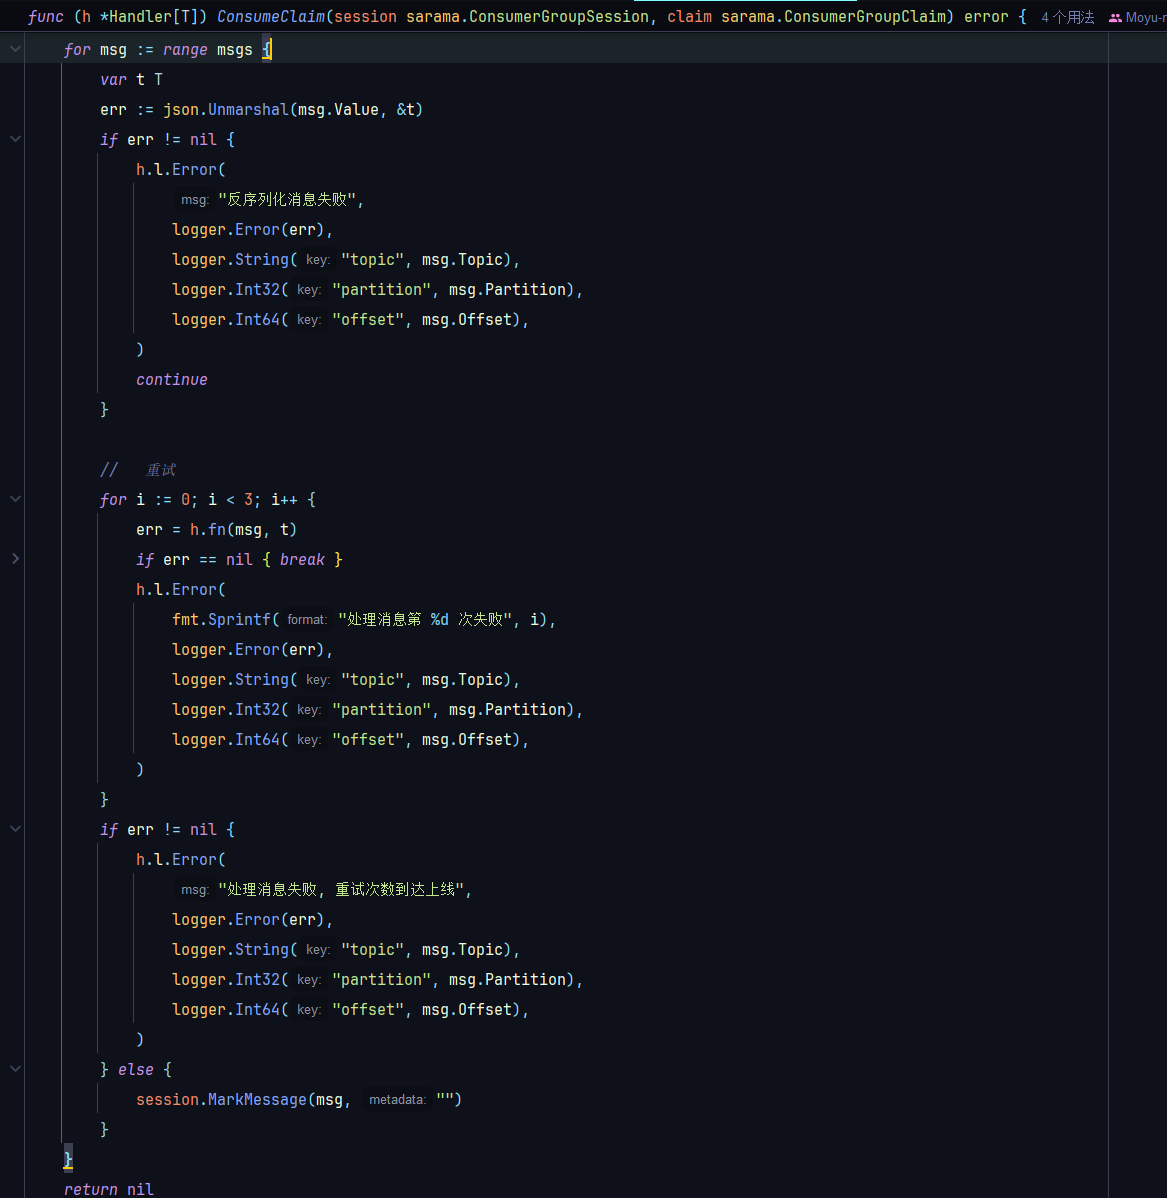 func (h *Handler[T]) ConsumeClaim(session sarama.ConsumerGroupSession, claim sarama.ConsumerGroupClaim) error { 4 个用法 Moyu-r
for msg := range msgs {
var t T
err := json.Unmarshal(msg.Value, &t)
if err != nil {
h.l.Error(
msg: "反序列化消息失败",
logger.Error(err),
logger.String( key: "topic", msg.Topic),
logger.Int32( key: "partition", msg.Partition),
logger.Int64( key: "offset", msg.Offset),
)
continue
}
// 重试
for i := 0; i < 3; i++ {
err = h.fn(msg, t)
if err == nil { break }
h.l.Error(
fmt.Sprintf( format: "处理消息第 %d 次失败", i),
logger.Error(err),
logger.String( key: "topic", msg.Topic),
logger.Int32( key: "partition", msg.Partition),
logger.Int64( key: "offset", msg.Offset),
)
}
if err != nil {
h.l.Error(
msg: "处理消息失败, 重试次数到达上线",
logger.Error(err),
logger.String( key: "topic", msg.Topic),
logger.Int32( key: "partition", msg.Partition),
logger.Int64( key: "offset", msg.Offset),
)
} else {
session.MarkMessage(msg, metadata: "")
}
}
return nil